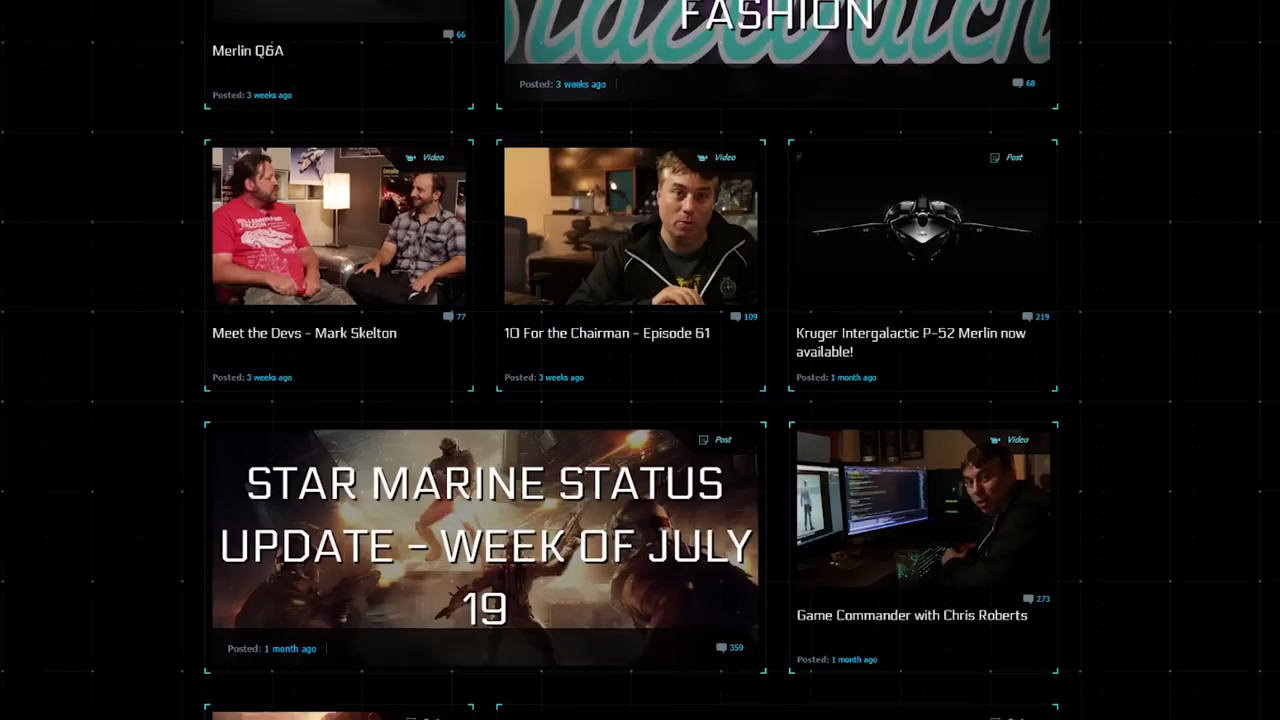 FASHION
66
Merlin Q&A
Posted: 3 weeks ago
Posted: 3 weeks ago
68
Video
Video
Post
77
109
219
Meet the Devs - Mark Skelton
10 For the Chairman - Episode 61
Kruger Intergalactic P-52 Merlin now
available!
Posted: 3 weeks ago
Posted: 3 weeks ago
Posted: 1 month ago
Post
Video
STAR MARINE STATUS
UPDATE - WEEK OF JULY
19
273
Game Commander with Chris Roberts
Posted: 1 month ago
359
Posted: 1 month ago